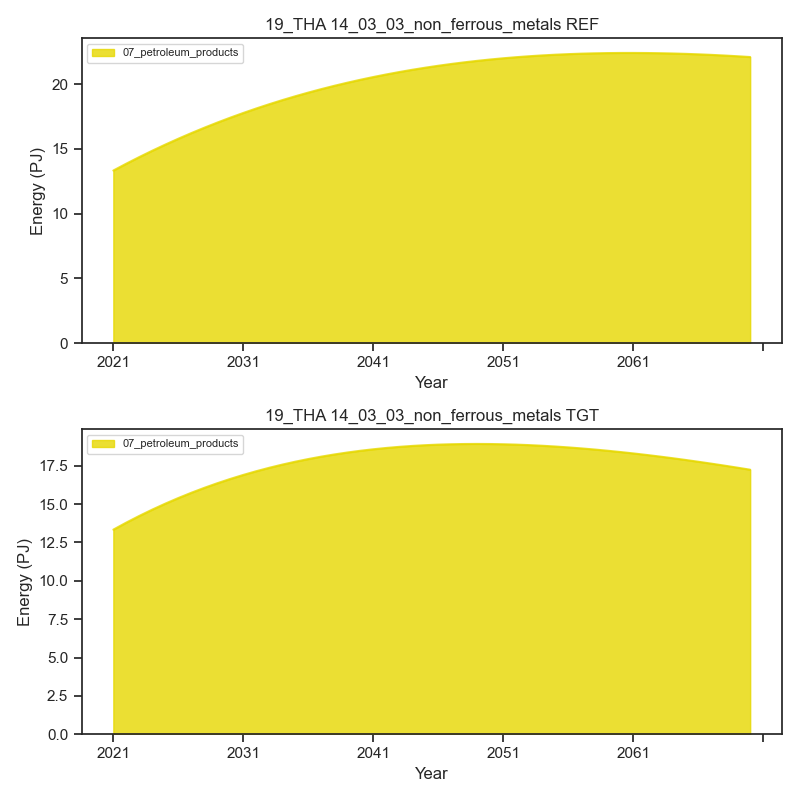 19_THA 14_03_03_non_ferrous_metals REF
07_petroleum_products
Energy (PJ)
20
15
10
5
0
2021 2031 2041 2051 2061
Year
19_THA 14_03_03_non_ferrous_metals TGT
07_petroleum_products
Energy (PJ)
17.5
15.0
12.5
10.0
7.5
5.0
2.5
0.0
2021 2031 2041 2051 2061
Year